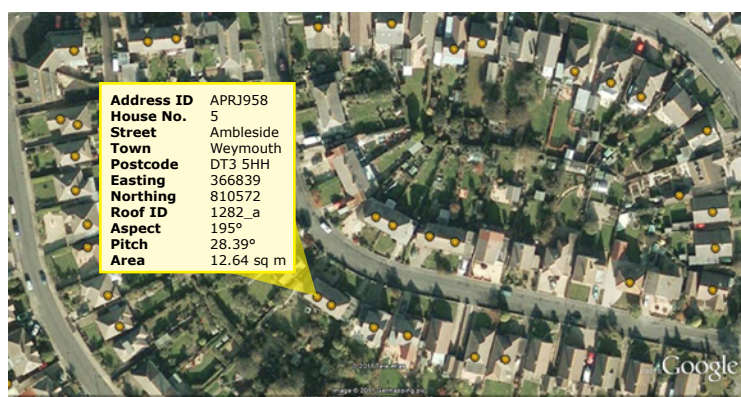 Address ID APRJ958
House No. 5
Street Ambleside
Town Weymouth
Postcode DT3 5HH
Easting 366839
Northing 810572
Roof ID 1282_a
Aspect 195°
Pitch 28.39°
Area 12.64 sq m
Google